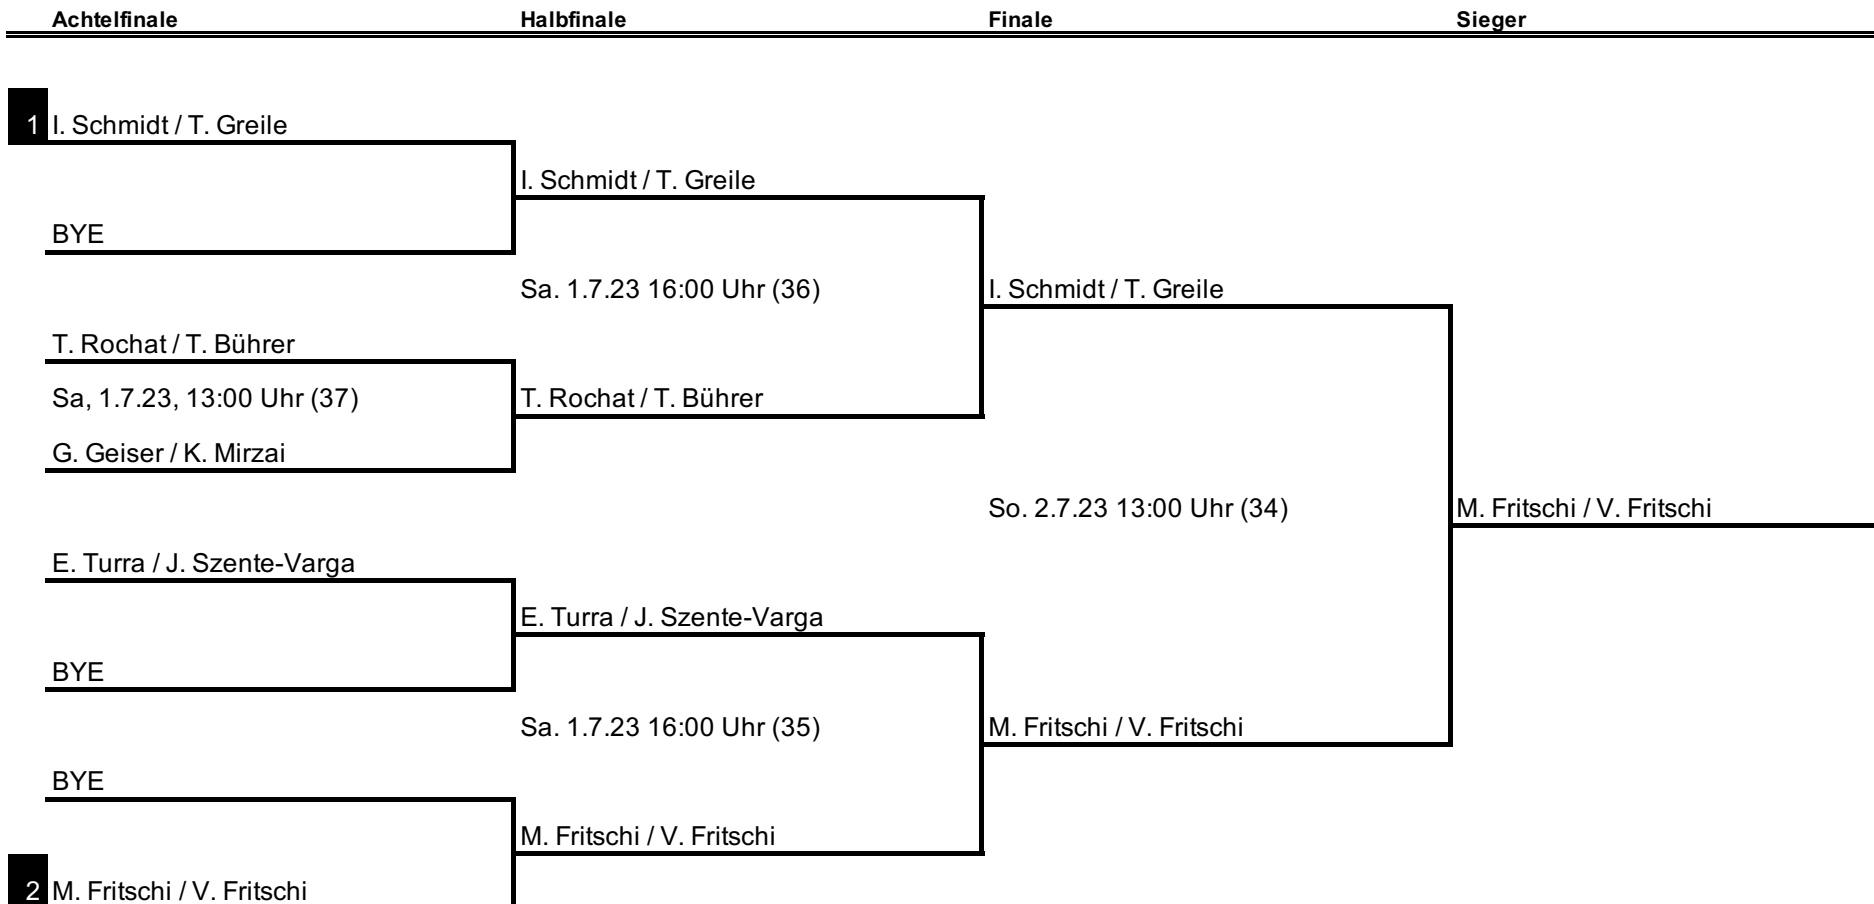 Achtelfinale Halbfinale Finale Sieger
1 I. Schmidt / T. Greile
I. Schmidt / T. Greile
BYE
Sa. 1.7.23 16:00 Uhr (36) I. Schmidt / T. Greile
T. Rochat / T. Bührer
Sa, 1.7.23, 13:00 Uhr (37) T. Rochat / T. Bührer
G. Geiser / K. Mirzai
So. 2.7.23 13:00 Uhr (34) M. Fritschi / V. Fritschi
E. Turra / J. Szente-Varga
E. Turra / J. Szente-Varga
BYE
Sa. 1.7.23 16:00 Uhr (35) M. Fritschi / V. Fritschi
BYE
M. Fritschi / V. Fritschi
2 M. Fritschi / V. Fritschi